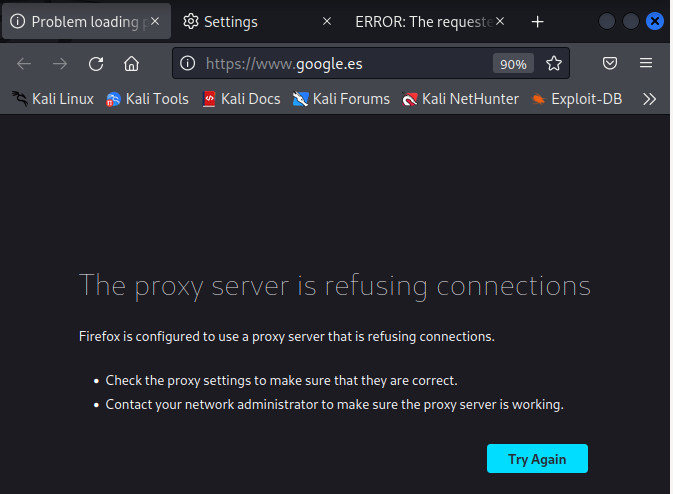 Problem loading p
Settings
ERROR: The requeste
https://www.google.es
90%
Kali Linux
Kali Tools
Kali Docs
Kali Forums
Kali NetHunter
Exploit-DB
The proxy server is refusing connections
Firefox is configured to use a proxy server that is refusing connections.
• Check the proxy settings to make sure that they are correct.
• Contact your network administrator to make sure the proxy server is working.
Try Again